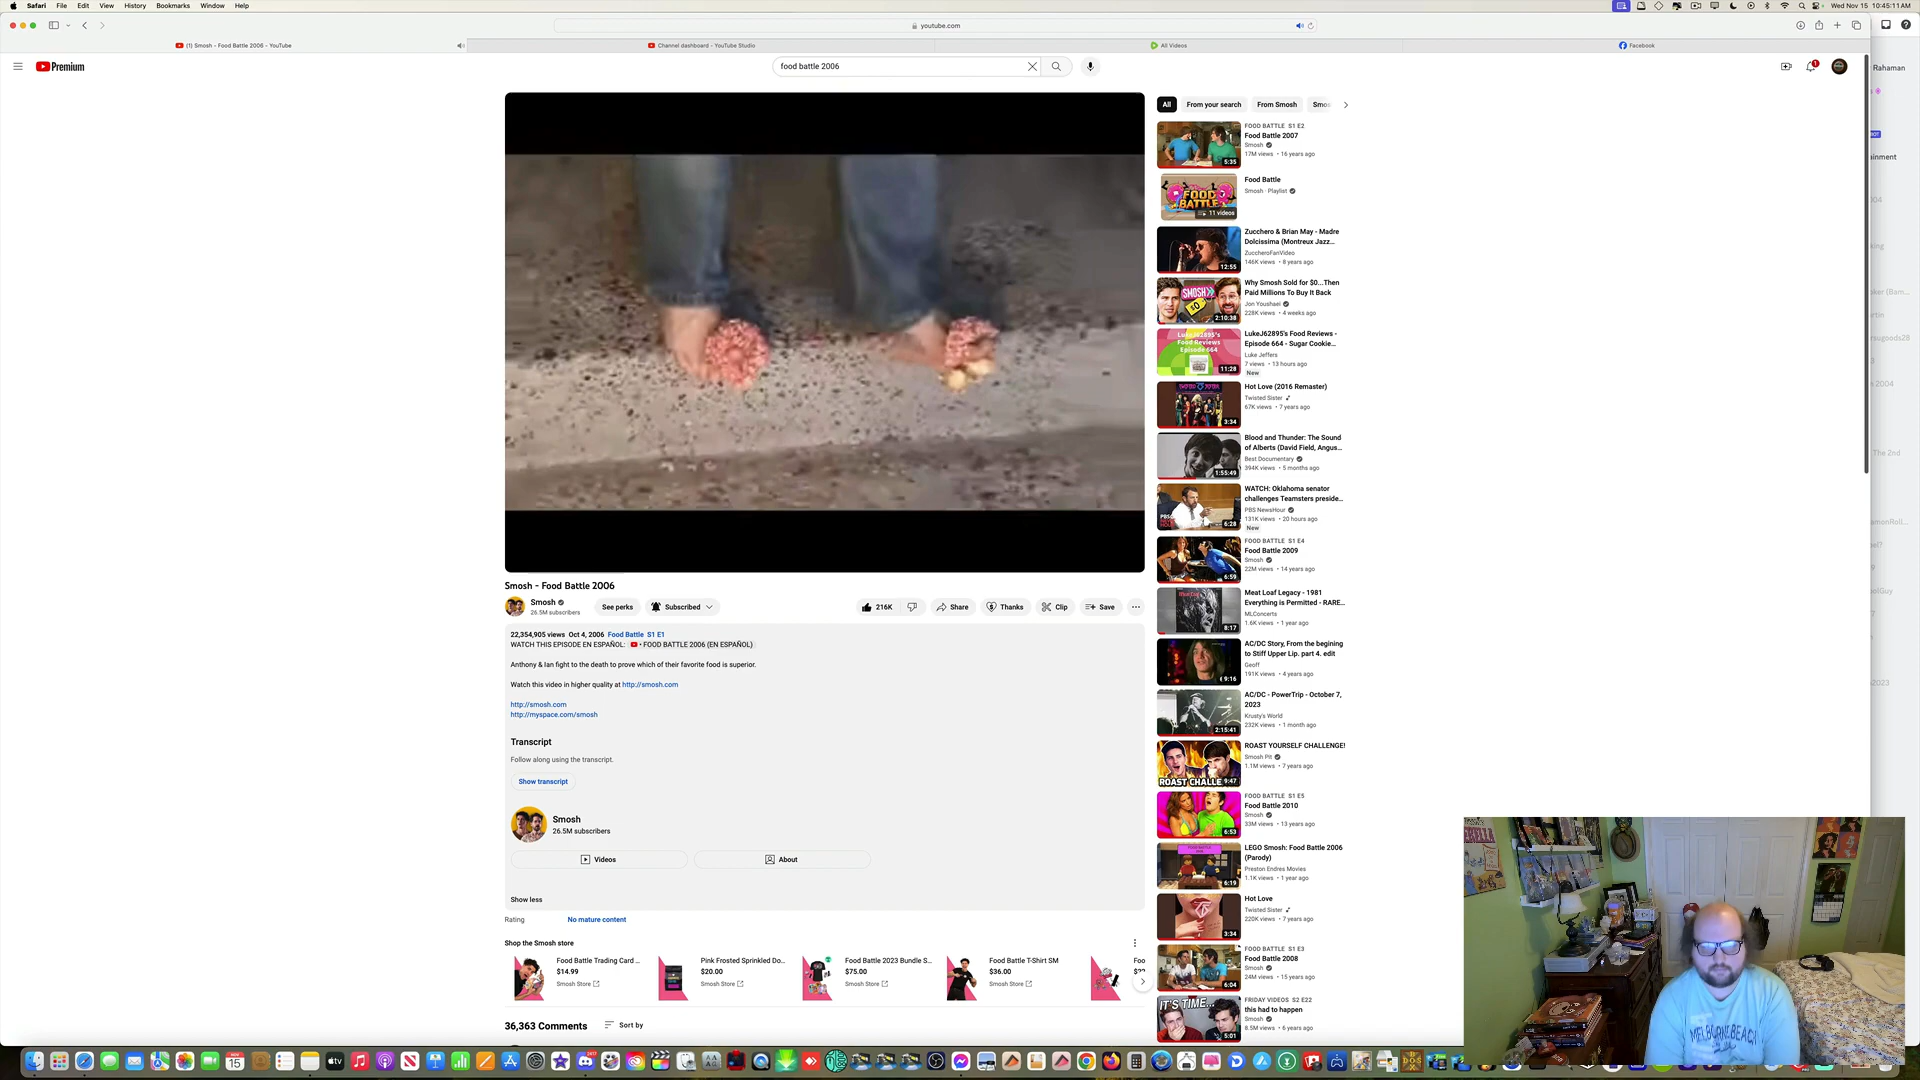 Safari File Edit View History Bookmarks Window Help
Wed Nov 15 10:45:11 AM
youtube.com
(1) Smosh - Food Battle 2006 - YouTube
Channel dashboard - YouTube Studio
All Videos
Facebook
Premium
food battle 2006
1
Rahaman
All From your search From Smosh Smos
FOOD BATTLE S1 E2
Food Battle 2007
Smosh
17M views • 16 years ago
5:35
Food Battle
Smosh · Playlist
FOOD BATTLE
11 videos
Zucchero & Brian May - Madre
Dolcissima (Montreux Jazz...
ZuccheroFanVideo
146K views • 8 years ago
12:55
Why Smosh Sold for $0...Then
Paid Millions To Buy It Back
Jon Youshaei
228K views • 4 weeks ago
2:10:38
LukeJ62895's Food Reviews -
Episode 664 - Sugar Cookie...
Luke Jeffers
7 views • 13 hours ago
New
LukeJ62895's
Food Reviews
Episode 664
11:28
Hot Love (2016 Remaster)
Twisted Sister
67K views • 7 years ago
3:34
Blood and Thunder: The Sound
of Alberts (David Field, Angus...
Best Documentary
394K views • 5 months ago
1:55:49
WATCH: Oklahoma senator
challenges Teamsters preside...
PBS NewsHour
131K views • 20 hours ago
New
6:28
FOOD BATTLE S1 E4
Food Battle 2009
Smosh
22M views • 14 years ago
6:59
Meat Loaf Legacy - 1981
Everything is Permitted - RARE...
MLConcerts
1.6K views • 1 year ago
8:17
AC/DC Story, From the begining
to Stiff Upper Lip. part 4. edit
Geoff
191K views • 4 years ago
9:16
AC/DC - PowerTrip - October 7,
2023
Krusty's World
232K views • 1 month ago
2:15:41
ROAST YOURSELF CHALLENGE!
Smosh Pit
1.1M views • 7 years ago
ROAST CHALLE
9:47
FOOD BATTLE S1 E5
Food Battle 2010
Smosh
33M views • 13 years ago
6:53
LEGO Smosh: Food Battle 2006
(Parody)
Preston Endres Movies
1.1K views • 1 year ago
6:19
Hot Love
Twisted Sister
220K views • 7 years ago
3:34
FOOD BATTLE S1 E3
Food Battle 2008
Smosh
24M views • 15 years ago
6:04
FRIDAY VIDEOS S2 E22
this had to happen
Smosh
8.5M views • 6 years ago
IT'S TIME...
5:01
Smosh - Food Battle 2006
Smosh
26.5M subscribers
See perks
Subscribed
216K
Share
Thanks
Clip
Save
22,354,905 views Oct 4, 2006 Food Battle S1 E1
WATCH THIS EPISODE EN ESPAÑOL: • FOOD BATTLE 2006 (EN ESPAÑOL)
Anthony & Ian fight to the death to prove which of their favorite food is superior.
Watch this video in higher quality at http://smosh.com
http://smosh.com
http://myspace.com/smosh
Transcript
Follow along using the transcript.
Show transcript
Smosh
26.5M subscribers
Videos
About
Show less
Rating No mature content
Shop the Smosh store
Food Battle Trading Card ...
$14.99
Smosh Store
Pink Frosted Sprinkled Do...
$20.00
Smosh Store
Food Battle 2023 Bundle S...
$75.00
Smosh Store
Food Battle T-Shirt SM
$36.00
Smosh Store
Foo
36,363 Comments
Sort by
MELBOURNE BEACH